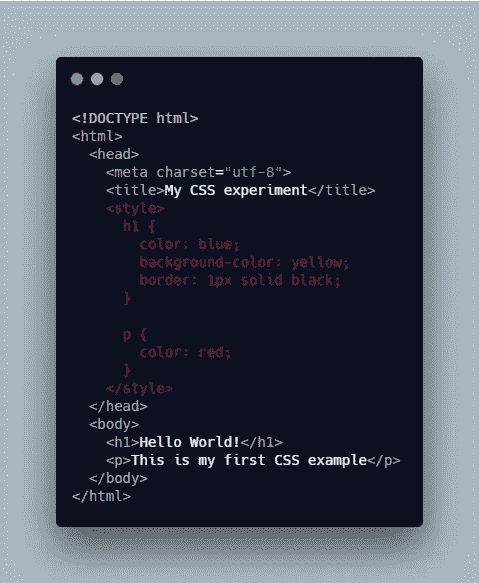 <!DOCTYPE html>
<html>
<head>
<meta charset="utf-8">
<title>My CSS experiment</title>
<style>
h1 {
color: blue;
background-color: yellow;
border: 1px solid black;
}
p {
color: red;
}
</style>
</head>
<body>
<h1>Hello World!</h1>
<p>This is my first CSS example</p>
</body>
</html>